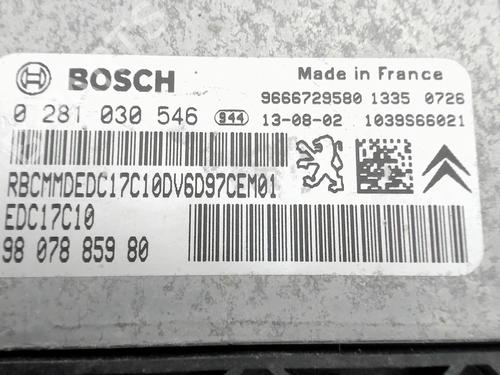 BOSCH
Made in France
9666729580 1335 0726
0 281 030 546 944 13-08-02 1039S66021
RBCMMDEDC17C10DV6D97CEM01
EDC17C10
98 078 859 80